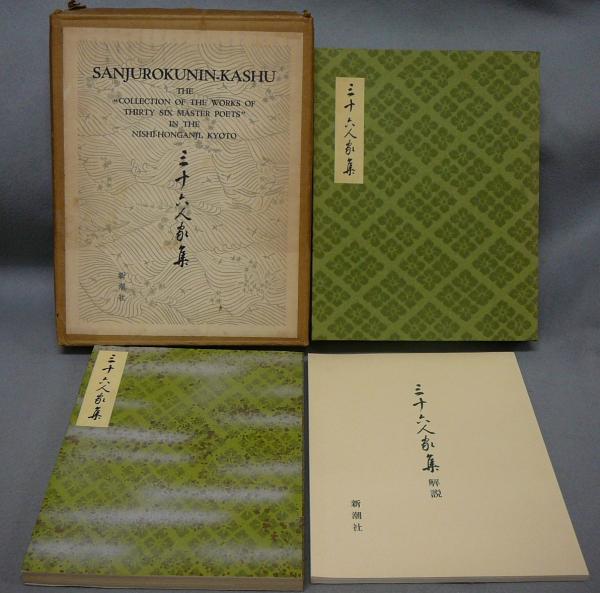 SANJUROKUNIN-KASHU
THE
"COLLECTION OF THE WORKS OF
THIRTY SIX MASTER POETS"
IN THE
NISHI-HONGANJI, KYOTO
三十六人家集
新潮社
三十六人家集
三十六人家集
三十六人家集 解説
新潮社